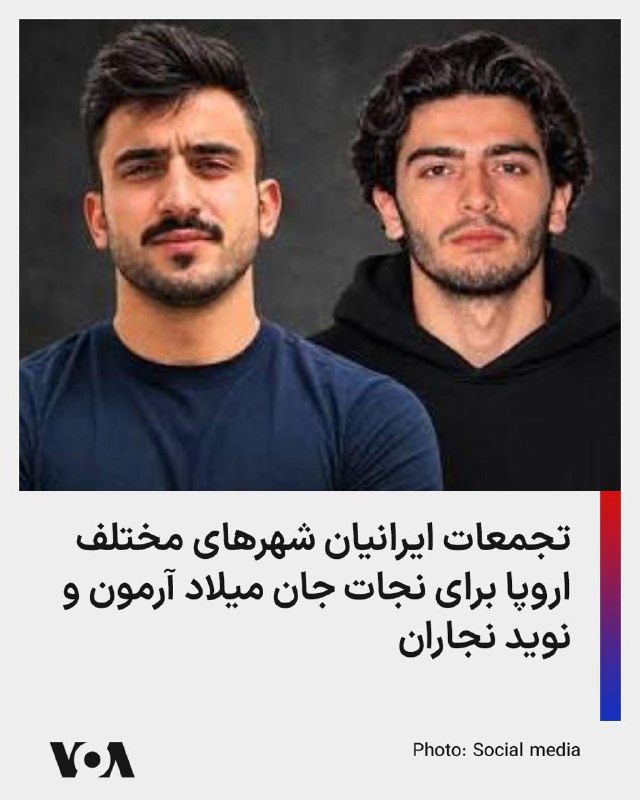 تجمعات ایرانیان شهرهای مختلف
اروپا برای نجات جان میلاد آرمون و
نوید نجاران
VOA
Photo: Social media